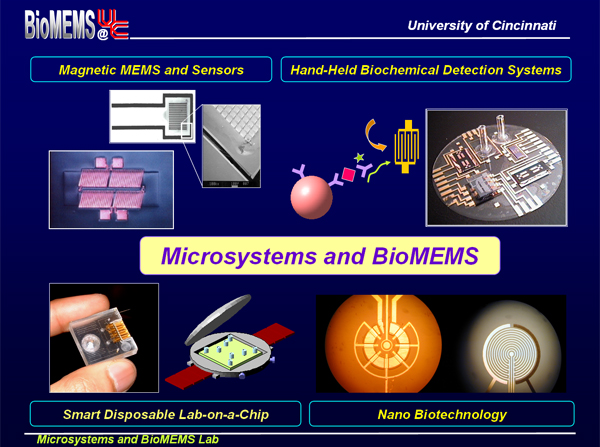 BioMEMS@UC
University of Cincinnati
Magnetic MEMS and Sensors
Hand-Held Biochemical Detection Systems
Microsystems and BioMEMS
Smart Disposable Lab-on-a-Chip
Nano Biotechnology
Microsystems and BioMEMS Lab